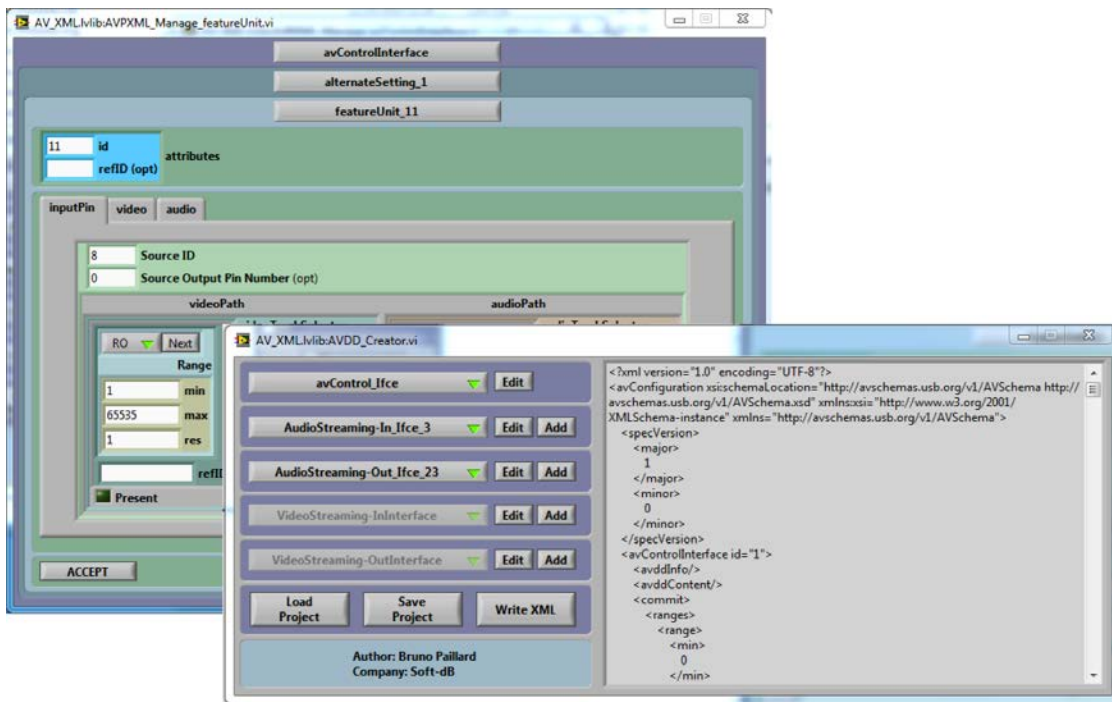 AV_XML.lvlib:AVPXML_Manage_featureUnit.vi
avControlInterface
alternateSetting_1
featureUnit_11
11 id
refID (opt)
attributes
inputPin video audio
8 Source ID
0 Source Output Pin Number (opt)
videoPath audioPath
RO Next
Range
1 min
65535 max
1 res
Present
ACCEPT
AV_XML.lvlib:AVDD_Creator.vi
avControl_Ifce Edit
AudioStreaming-In_Ifce_3 Edit Add
AudioStreaming-Out_Ifce_23 Edit Add
VideoStreaming-InInterface Edit Add
VideoStreaming-OutInterface Edit Add
Load
Project
Save
Project
Write XML
Author: Bruno Paillard
Company: Soft-dB
<?xml version="1.0" encoding="UTF-8"?>
<avConfiguration xsi:schemaLocation="http://avschemas.usb.org/v1/AVSchema http://
avschemas.usb.org/v1/AVSchema.xsd" xmlns:xsi="http://www.w3.org/2001/
XMLSchema-instance" xmlns="http://avschemas.usb.org/v1/AVSchema">
<specVersion>
<major>
1
</major>
<minor>
0
</minor>
</specVersion>
<avControlInterface id="1">
<avddInfo/>
<avddContent/>
<commit>
<ranges>
<range>
<min>
0
</min>